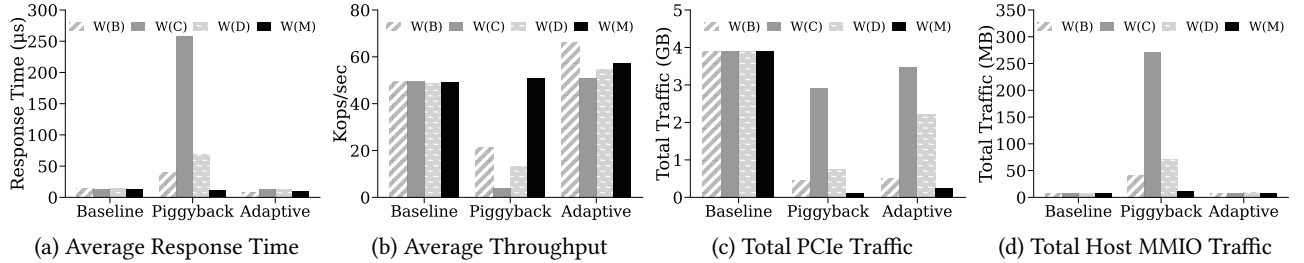 Response Time (μs)
300
250
200
150
100
50
0
W(B) W(C) W(D) W(M)
Baseline Piggyback Adaptive
(a) Average Response Time
Kops/sec
80
60
40
20
0
W(B) W(C) W(D) W(M)
Baseline Piggyback Adaptive
(b) Average Throughput
Total Traffic (GB)
5
4
3
2
1
0
W(B) W(C) W(D) W(M)
Baseline Piggyback Adaptive
(c) Total PCIe Traffic
Total Traffic (MB)
350
300
250
200
150
100
50
0
W(B) W(C) W(D) W(M)
Baseline Piggyback Adaptive
(d) Total Host MMIO Traffic